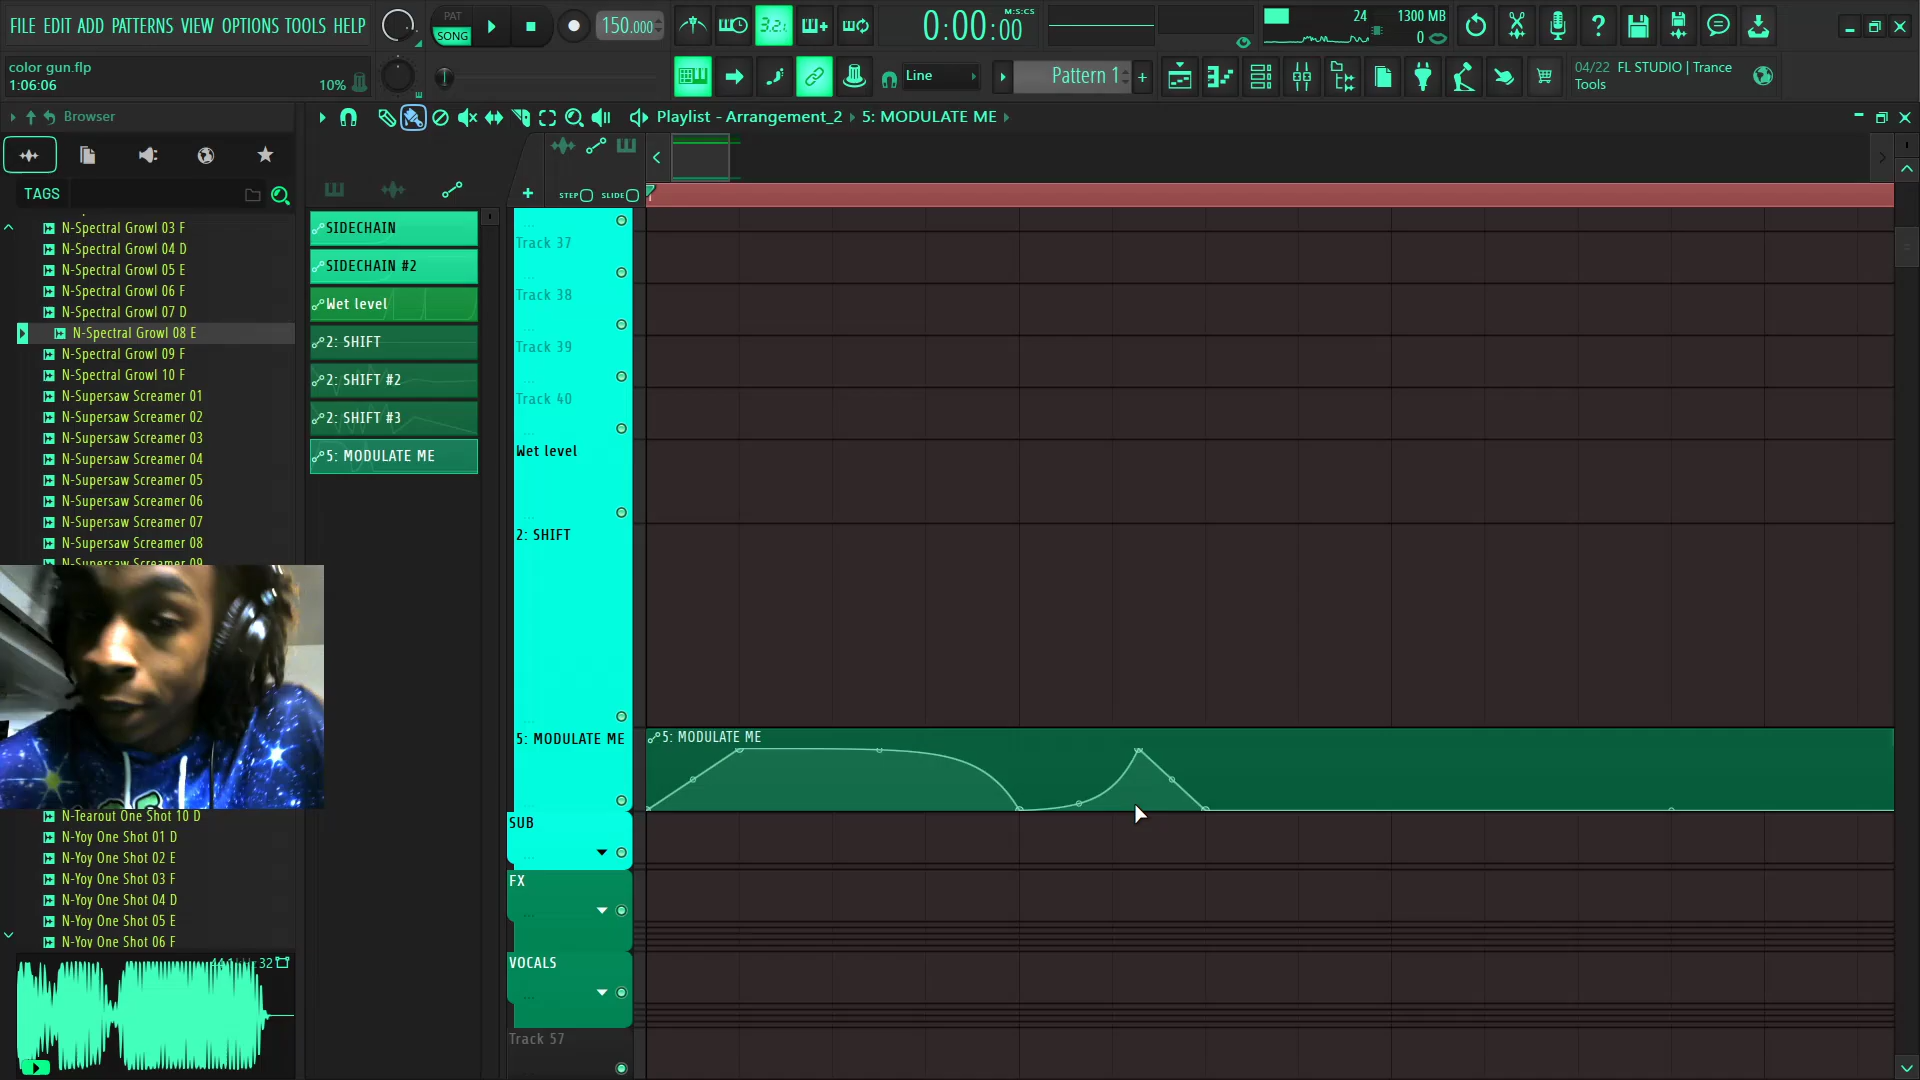 FILE EDIT ADD PATTERNS VIEW OPTIONS TOOLS HELP
PAT
SONG
150.000
3.2.1
0:00:00
M:S:CS
24
1300 MB
0
color gun.flp
1:06:06
10%
Line
Pattern 1
04/22 FL STUDIO | Trance
Tools
Browser
Playlist - Arrangement_2
5: MODULATE ME
TAGS
STEP
SLIDE
N-Spectral Growl 03 F
N-Spectral Growl 04 D
N-Spectral Growl 05 E
N-Spectral Growl 06 F
N-Spectral Growl 07 D
N-Spectral Growl 08 E
N-Spectral Growl 09 F
N-Spectral Growl 10 F
N-Supersaw Screamer 01
N-Supersaw Screamer 02
N-Supersaw Screamer 03
N-Supersaw Screamer 04
N-Supersaw Screamer 05
N-Supersaw Screamer 06
N-Supersaw Screamer 07
N-Supersaw Screamer 08
N-Supersaw Screamer 09
N-Tearout One Shot 10 D
N-Yoy One Shot 01 D
N-Yoy One Shot 02 E
N-Yoy One Shot 03 F
N-Yoy One Shot 04 D
N-Yoy One Shot 05 E
N-Yoy One Shot 06 F
32
SIDECHAIN
SIDECHAIN #2
Wet level
2: SHIFT
2: SHIFT #2
2: SHIFT #3
5: MODULATE ME
Track 37
Track 38
Track 39
Track 40
Wet level
2: SHIFT
5: MODULATE ME
5: MODULATE ME
SUB
FX
VOCALS
Track 57